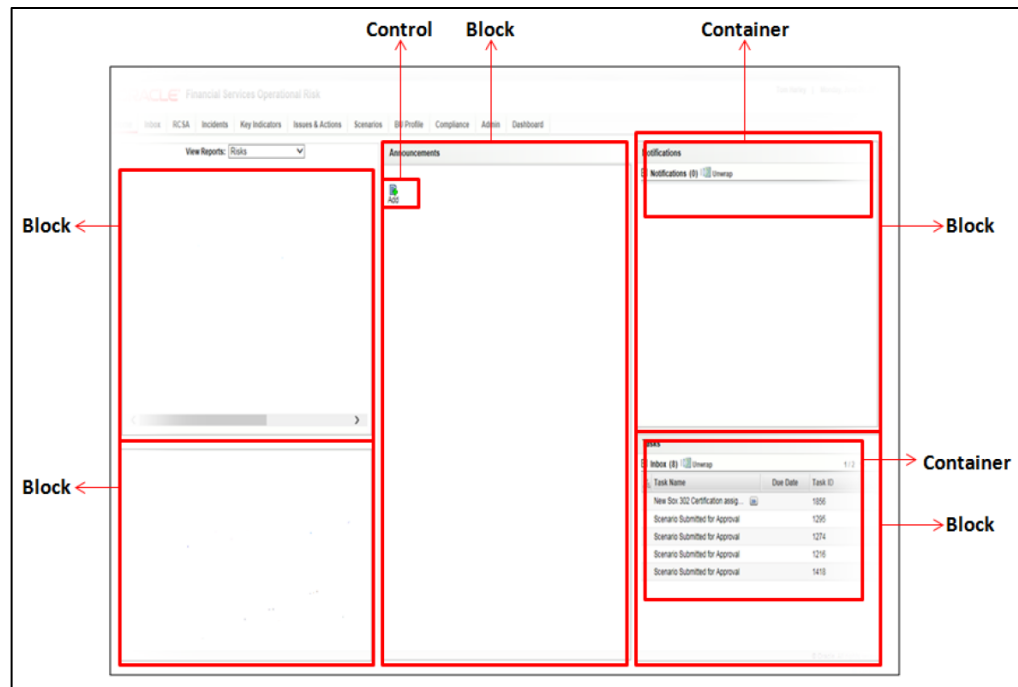 Control Block Container
Financial Services Operational Risk
Inbox RCSA Incidents Key Indicators Issues & Actions Scenarios BU Profile Compliance Admin Dashboard
View Reports: Risks
Announcements
Notifications
Notifications (0) Unwrap
Add
Block
Block
Tasks
Inbox (8) Unwrap
Container
Task Name Due Date Task ID
Block
New Sox 302 Certification assig... 1856
Scenario Submitted for Approval 1295
Block
Scenario Submitted for Approval 1274
Scenario Submitted for Approval 1216
Scenario Submitted for Approval 1418